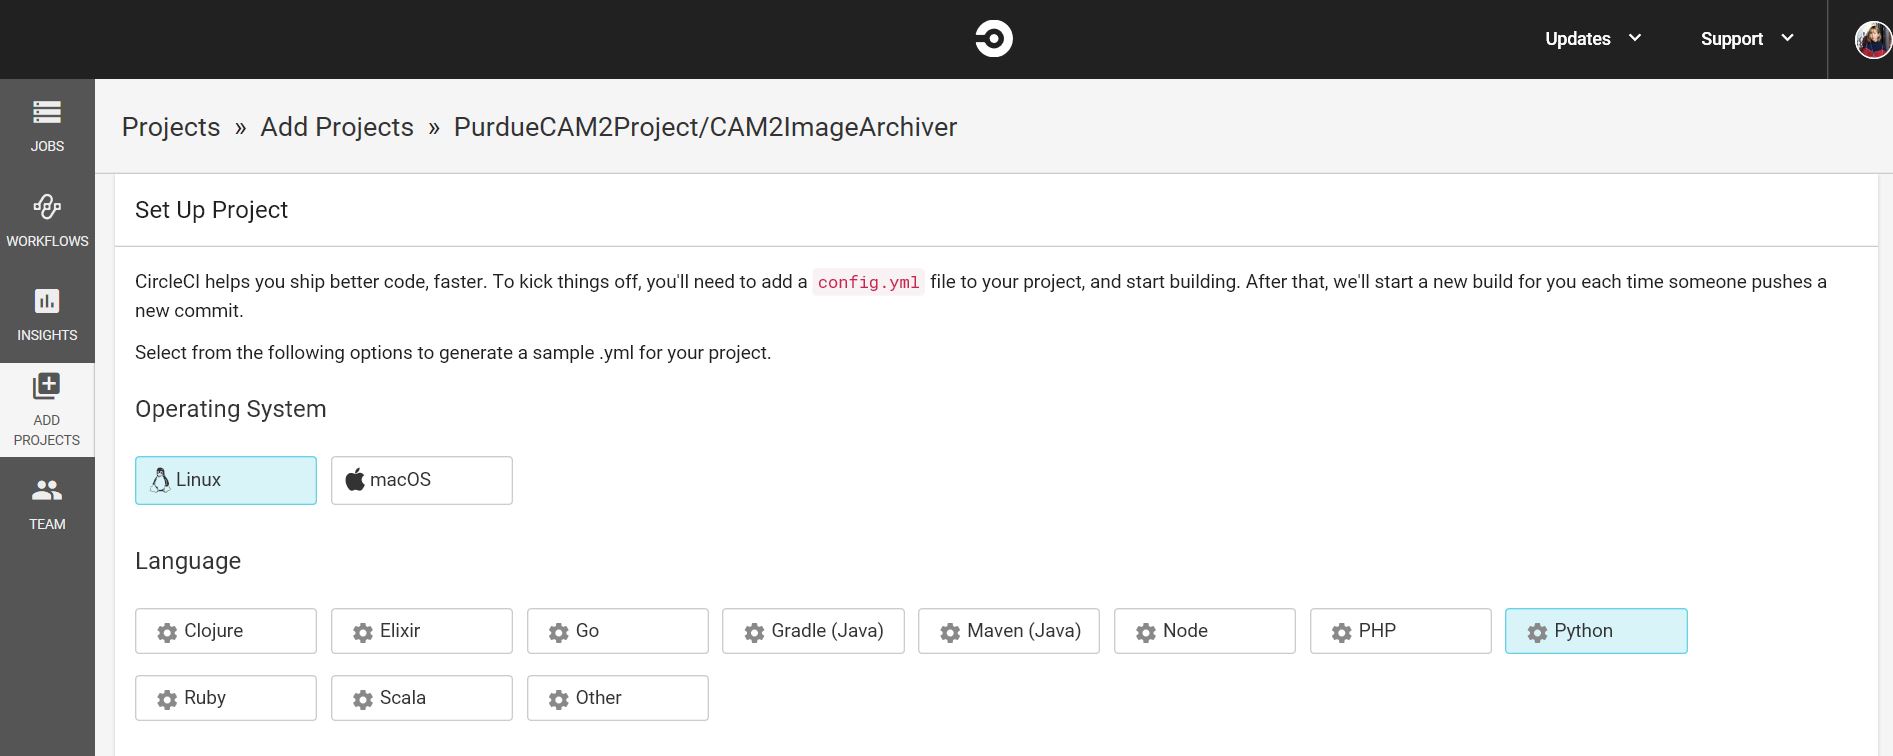 Updates
Support
JOBS
WORKFLOWS
INSIGHTS
ADD
PROJECTS
TEAM
Projects » Add Projects » PurdueCAM2Project/CAM2ImageArchiver
Set Up Project
CircleCI helps you ship better code, faster. To kick things off, you'll need to add a config.yml file to your project, and start building. After that, we'll start a new build for you each time someone pushes a
new commit.
Select from the following options to generate a sample .yml for your project.
Operating System
Linux
macOS
Language
Clojure
Elixir
Go
Gradle (Java)
Maven (Java)
Node
PHP
Python
Ruby
Scala
Other